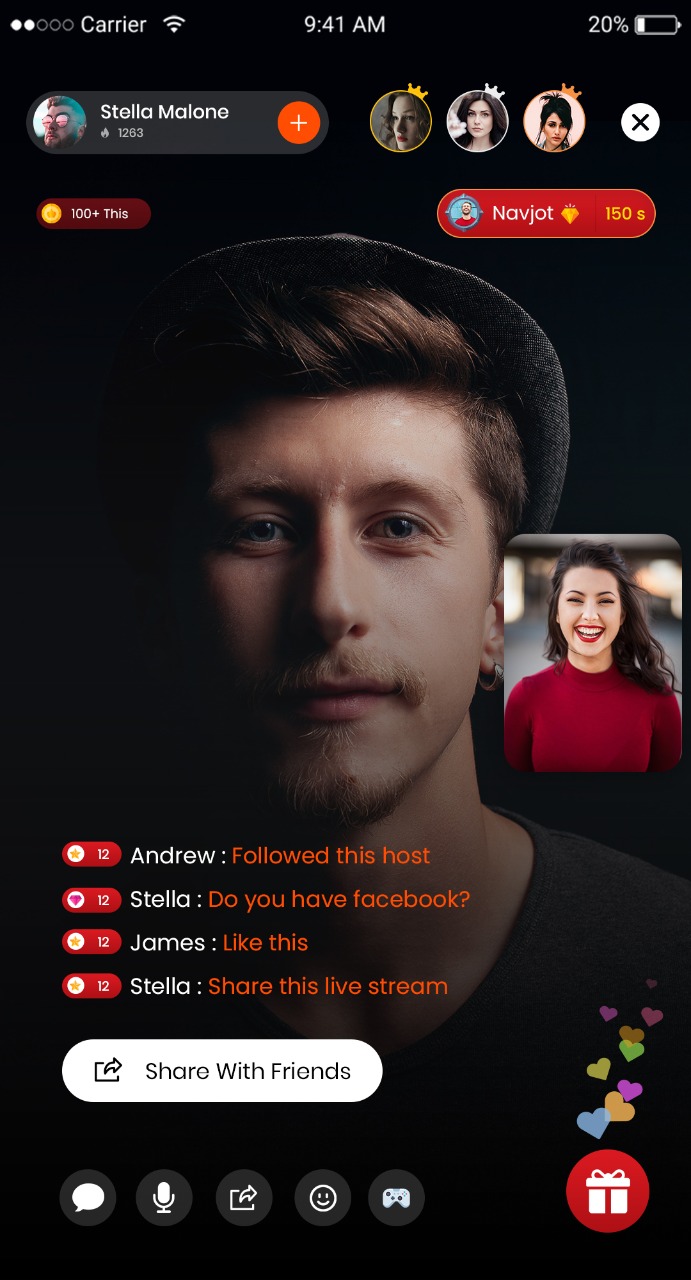 Carrier 9:41 AM 20%
Stella Malone
1263
100+ This
Navjot 150 s
12 Andrew : Followed this host
12 Stella : Do you have facebook?
12 James : Like this
12 Stella : Share this live stream
Share With Friends